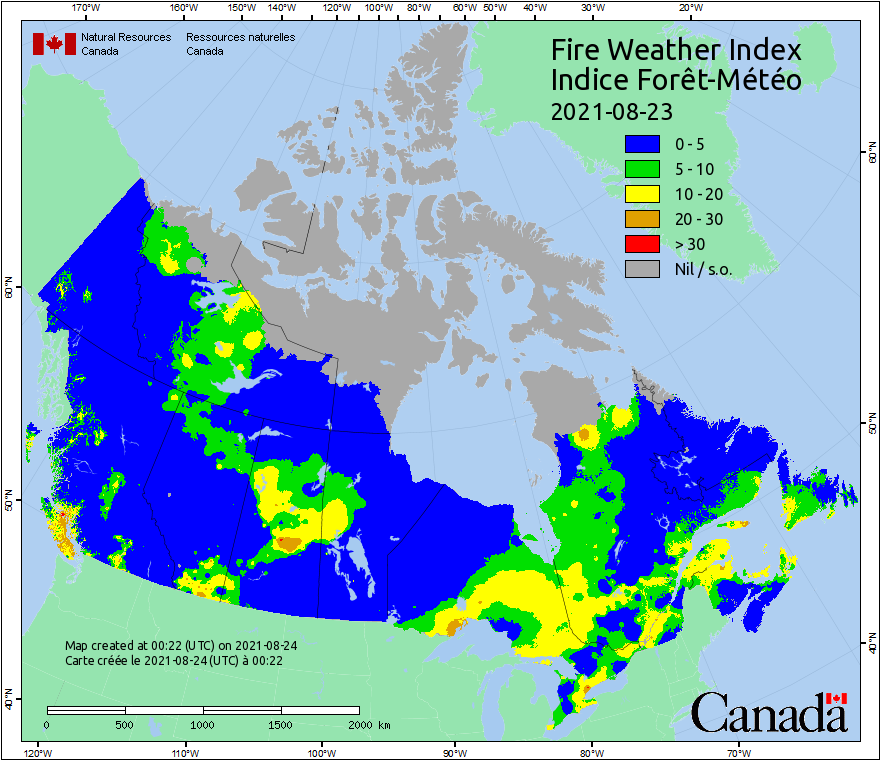 170°W 160°W 150°W 140°W 120°W 100°W 80°W 60°W 50°W 40°W 30°W 20°W
Natural Resources Canada
Ressources naturelles Canada
Fire Weather Index
Indice Forêt-Météo
2021-08-23
0 - 5
5 - 10
10 - 20
20 - 30
> 30
Nil / s.o.
60°N
60°N
50°N
50°N
40°N
40°N
Map created at 00:22 (UTC) on 2021-08-24
Carte créée le 2021-08-24 (UTC) à 00:22
0 500 1000 1500 2000 km
Canada
120°W 110°W 100°W 90°W 80°W 70°W